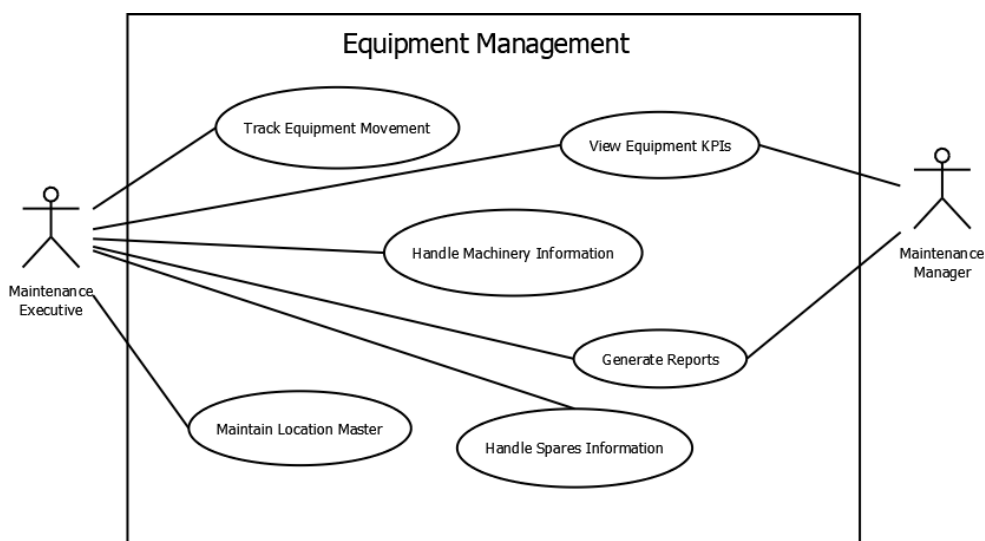 Equipment Management
Track Equipment Movement
View Equipment KPIs
Handle Machinery Information
Maintenance
Executive
Maintenance
Manager
Generate Reports
Maintain Location Master
Handle Spares Information